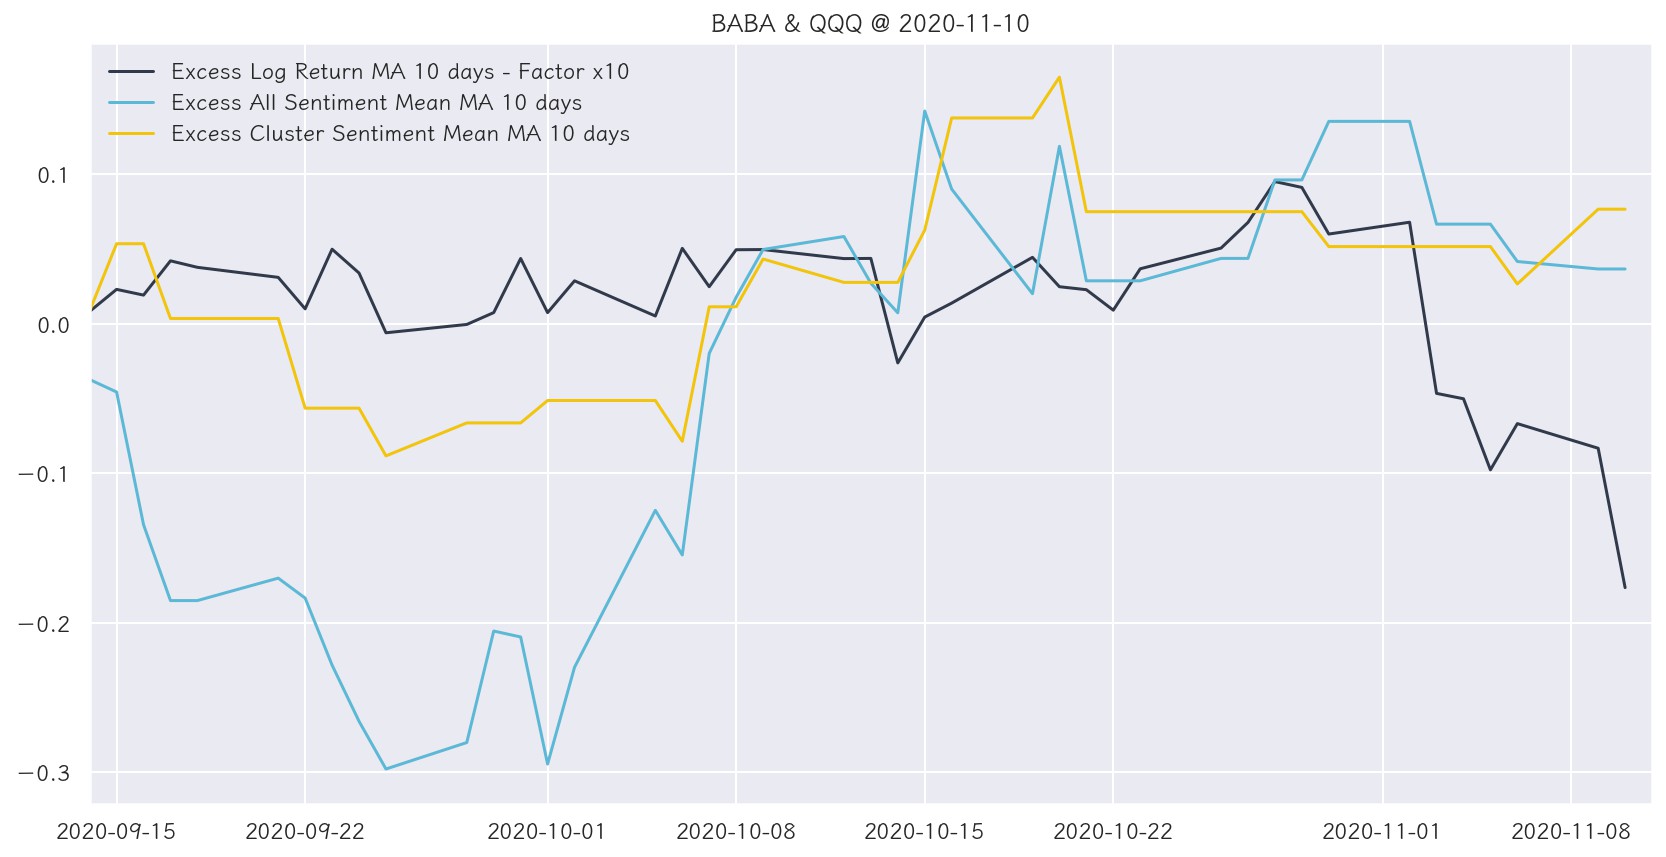 BABA & QQQ @ 2020-11-10
Excess Log Return MA 10 days - Factor x10
Excess All Sentiment Mean MA 10 days
Excess Cluster Sentiment Mean MA 10 days
0.1
0.0
−0.1
−0.2
−0.3
2020-09-15 2020-09-22 2020-10-01 2020-10-08 2020-10-15 2020-10-22 2020-11-01 2020-11-08